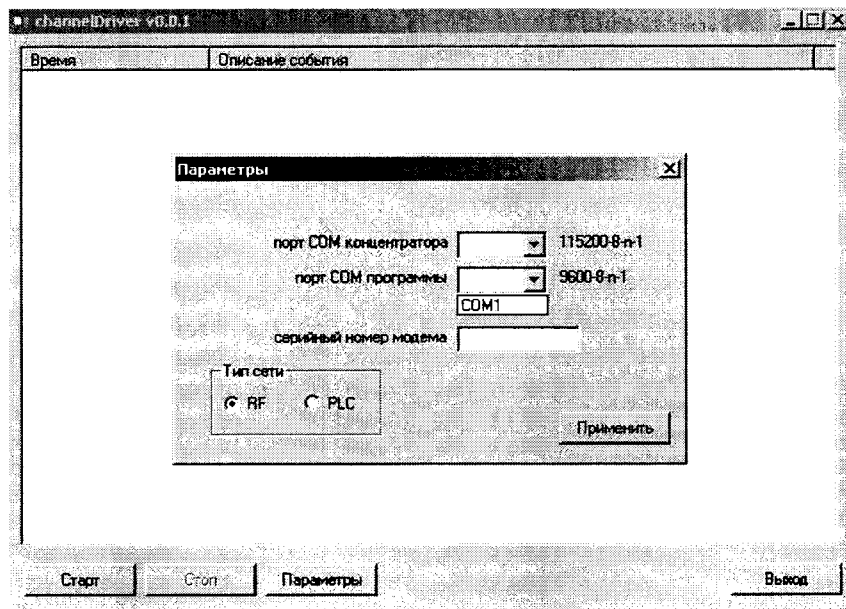 channelDriver v0.0.1
Время Описание события
Параметры
порт COM концентратора 115200-8-n-1
порт COM программы 9600-8-n-1
COM1
серийный номер модема
Тип сети
RF PLC
Применить
Старт Стоп Параметры Выход